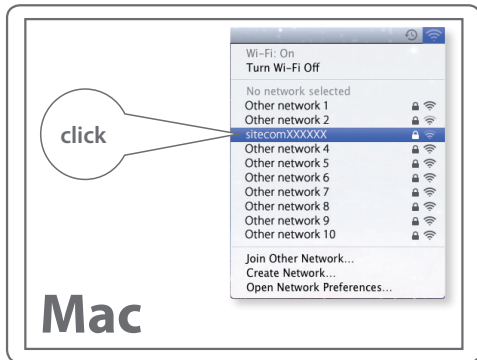 Wi-Fi: On
Turn Wi-Fi Off
No network selected
Other network 1
Other network 2
click
sitecomXXXXXX
Other network 4
Other network 5
Other network 6
Other network 7
Other network 8
Other network 9
Other network 10
Join Other Network...
Create Network...
Open Network Preferences...
Mac